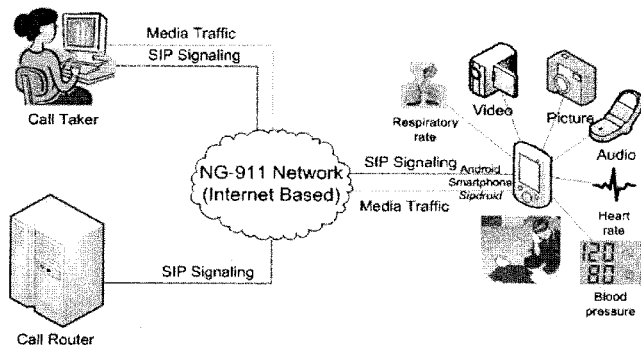 Media Traffic
SIP Signaling
Call Taker
Respiratory
rate
Video
Picture
Audio
NG-911 Network
(Internet Based)
SIP Signaling
Media Traffic
Android
Smartphone
Sipdroid
Heart
rate
120
80
Blood
pressure
SIP Signaling
Call Router